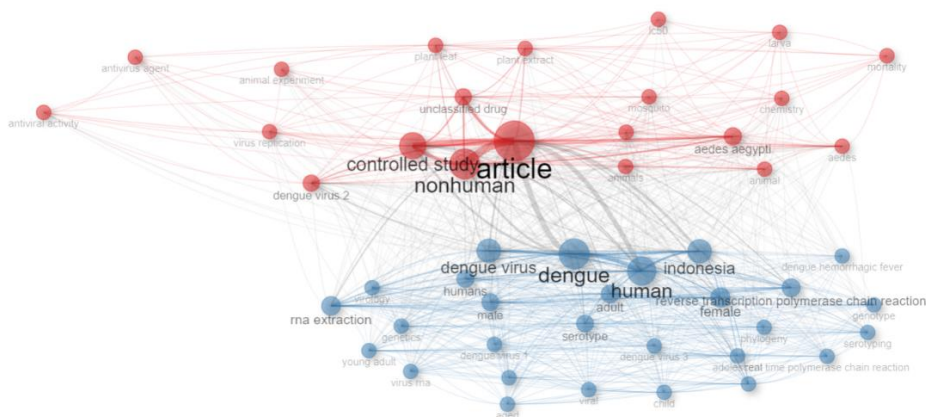 lc50
larva
antivirus agent
plant leaf
plant extract
mortality
animal experiment
unclassified drug
mosquito
chemistry
antiviral activity
virus replication
controlled study
article
aedes aegypti
aedes
nonhuman
animals
animal
dengue virus 2
dengue virus
dengue
indonesia
dengue hemorrhagic fever
humans
human
virology
adult
reverse transcription polymerase chain reaction
rna extraction
male
female
genotype
genetics
serotype
phylogeny
serotyping
young adult
dengue virus 1
dengue virus 3
real time polymerase chain reaction
virus rna
viral
child
aged